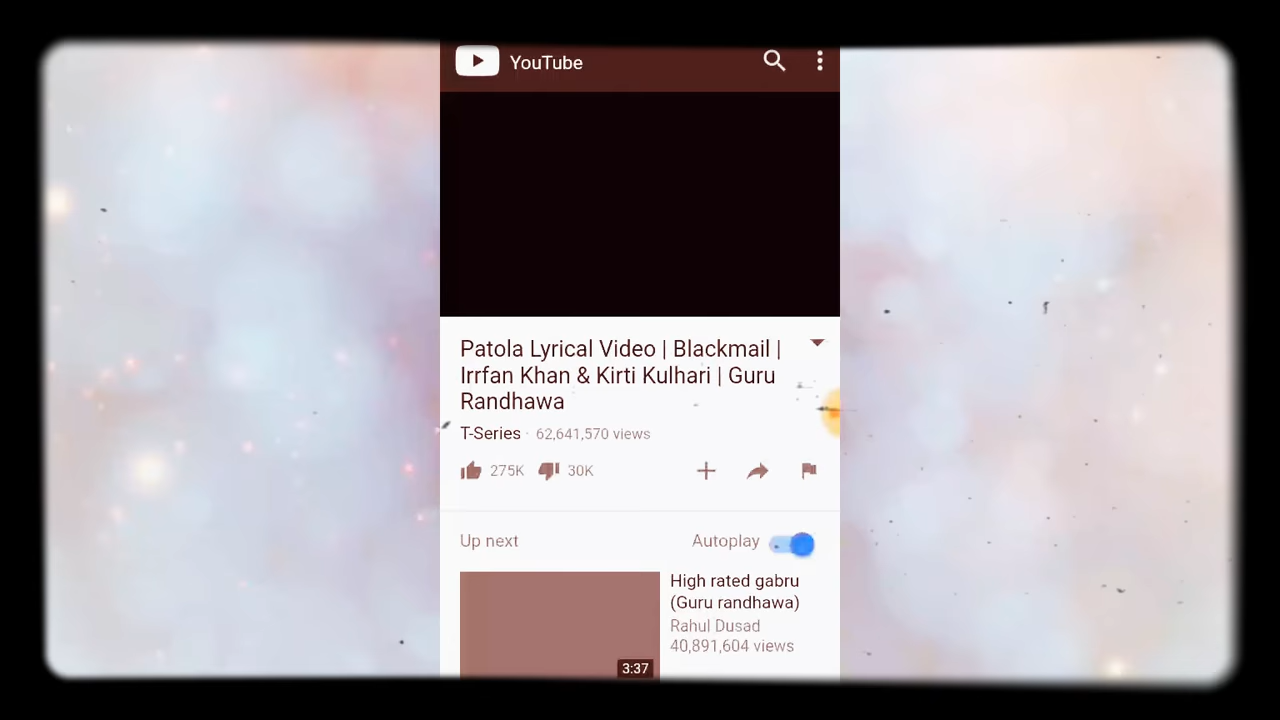 YouTube
Patola Lyrical Video | Blackmail |
Irrfan Khan & Kirti Kulhari | Guru
Randhawa
T-Series · 62,641,570 views
275K 30K
Up next Autoplay
High rated gabru
(Guru randhawa)
Rahul Dusad
40,891,604 views
3:37